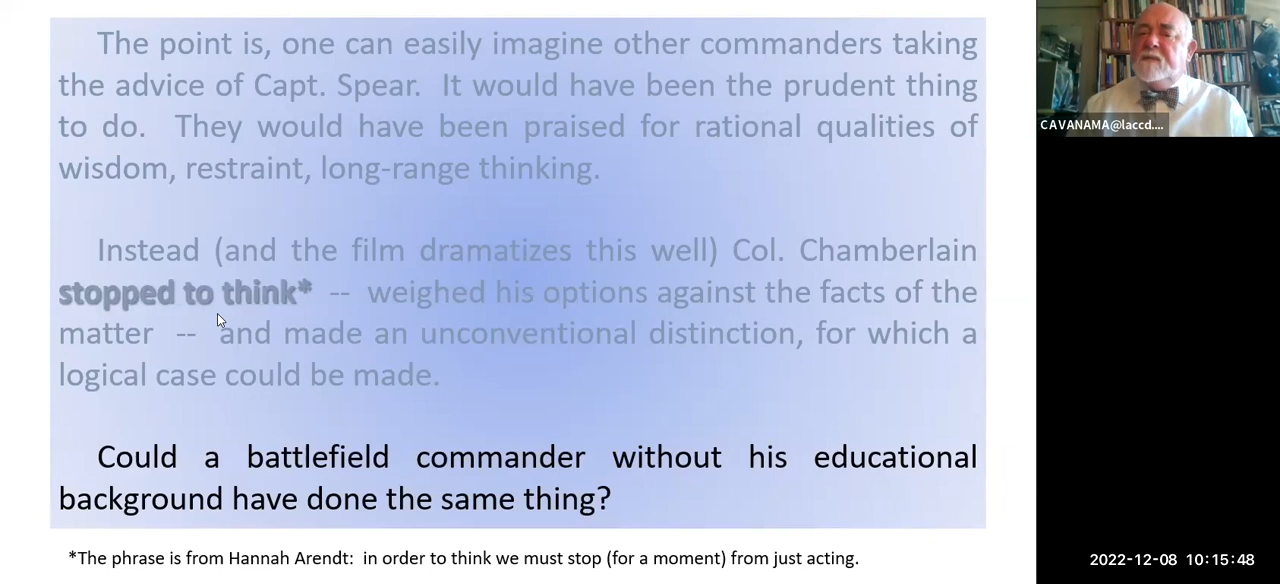 The point is, one can easily imagine other commanders taking
the advice of Capt. Spear.  It would have been the prudent thing
to do.  They would have been praised for rational qualities of
wisdom, restraint, long-range thinking.
Instead (and the film dramatizes this well) Col. Chamberlain
stopped to think*  --  weighed his options against the facts of the
matter  --  and made an unconventional distinction, for which a
logical case could be made.
Could a battlefield commander without his educational
background have done the same thing?
*The phrase is from Hannah Arendt:  in order to think we must stop (for a moment) from just acting.
CAVANAMA@laccd....
2022-12-08  10:15:48